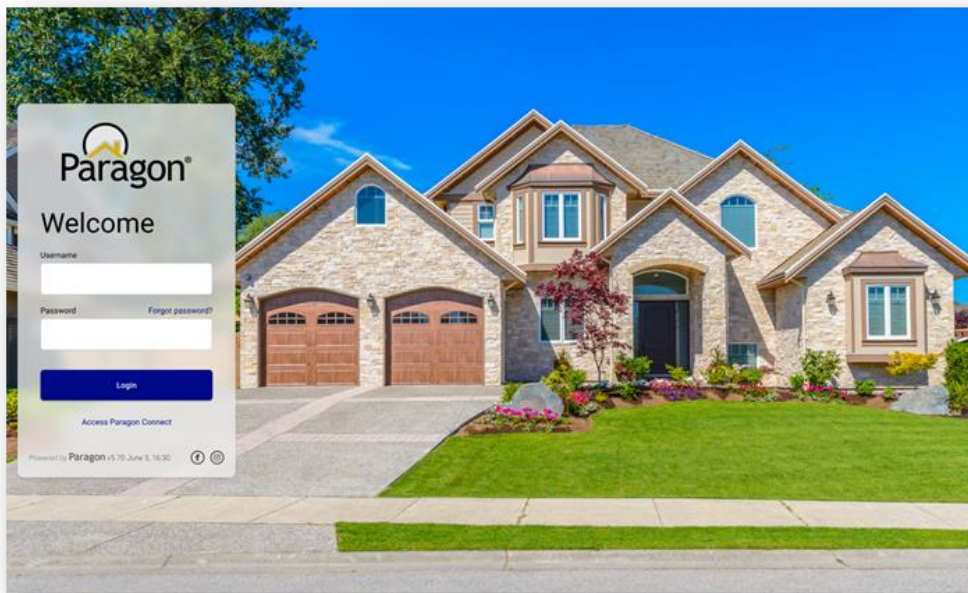 Paragon®
Welcome
Username
Password Forgot password?
Login
Access Paragon Connect
Powered by Paragon v5.70 June 5, 16:30